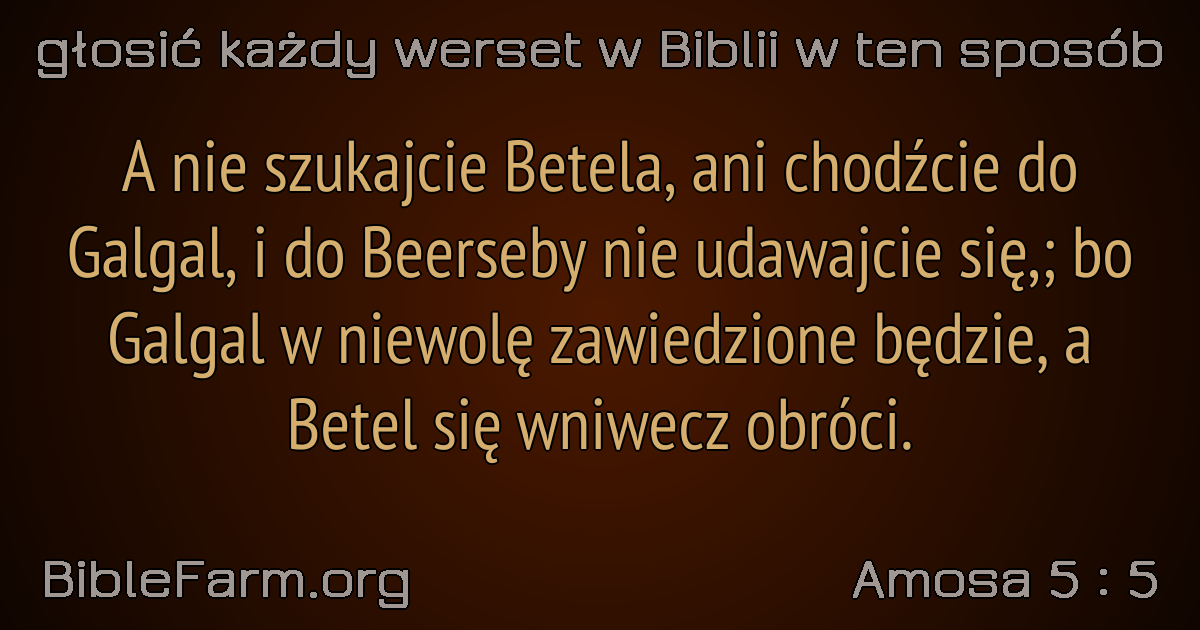 głosić każdy werset w Biblii w ten sposób
A nie szukajcie Betela, ani chodźcie do
Galgal, i do Beerseby nie udawajcie się,; bo
Galgal w niewolę zawiedzione będzie, a
Betel się wniwecz obróci.
BibleFarm.org
Amosa 5 : 5